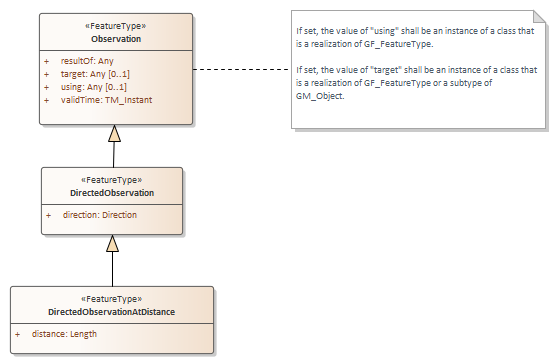 «FeatureType»
Observation
+ resultOf: Any
+ target: Any [0..1]
+ using: Any [0..1]
+ validTime: TM_Instant
If set, the value of "using" shall be an instance of a class that
is a realization of GF_FeatureType.
If set, the value of "target" shall be an instance of a class that
is a realization of GF_FeatureType or a subtype of
GM_Object.
«FeatureType»
DirectedObservation
+ direction: Direction
«FeatureType»
DirectedObservationAtDistance
+ distance: Length